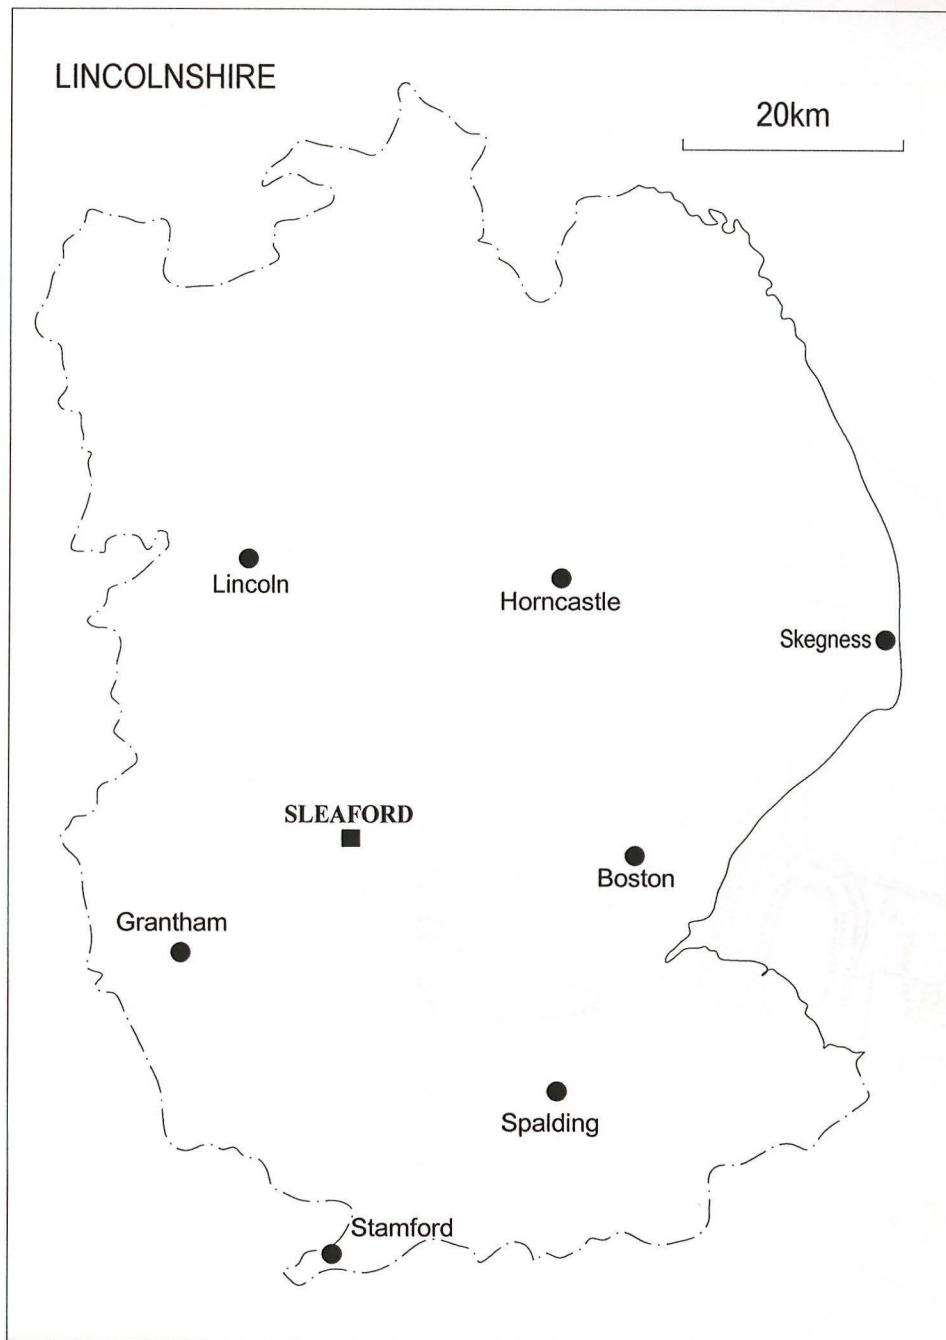 LINCOLNSHIRE
20km
Lincoln
Horncastle
Skegness
SLEAFORD
Boston
Grantham
Spalding
Stamford